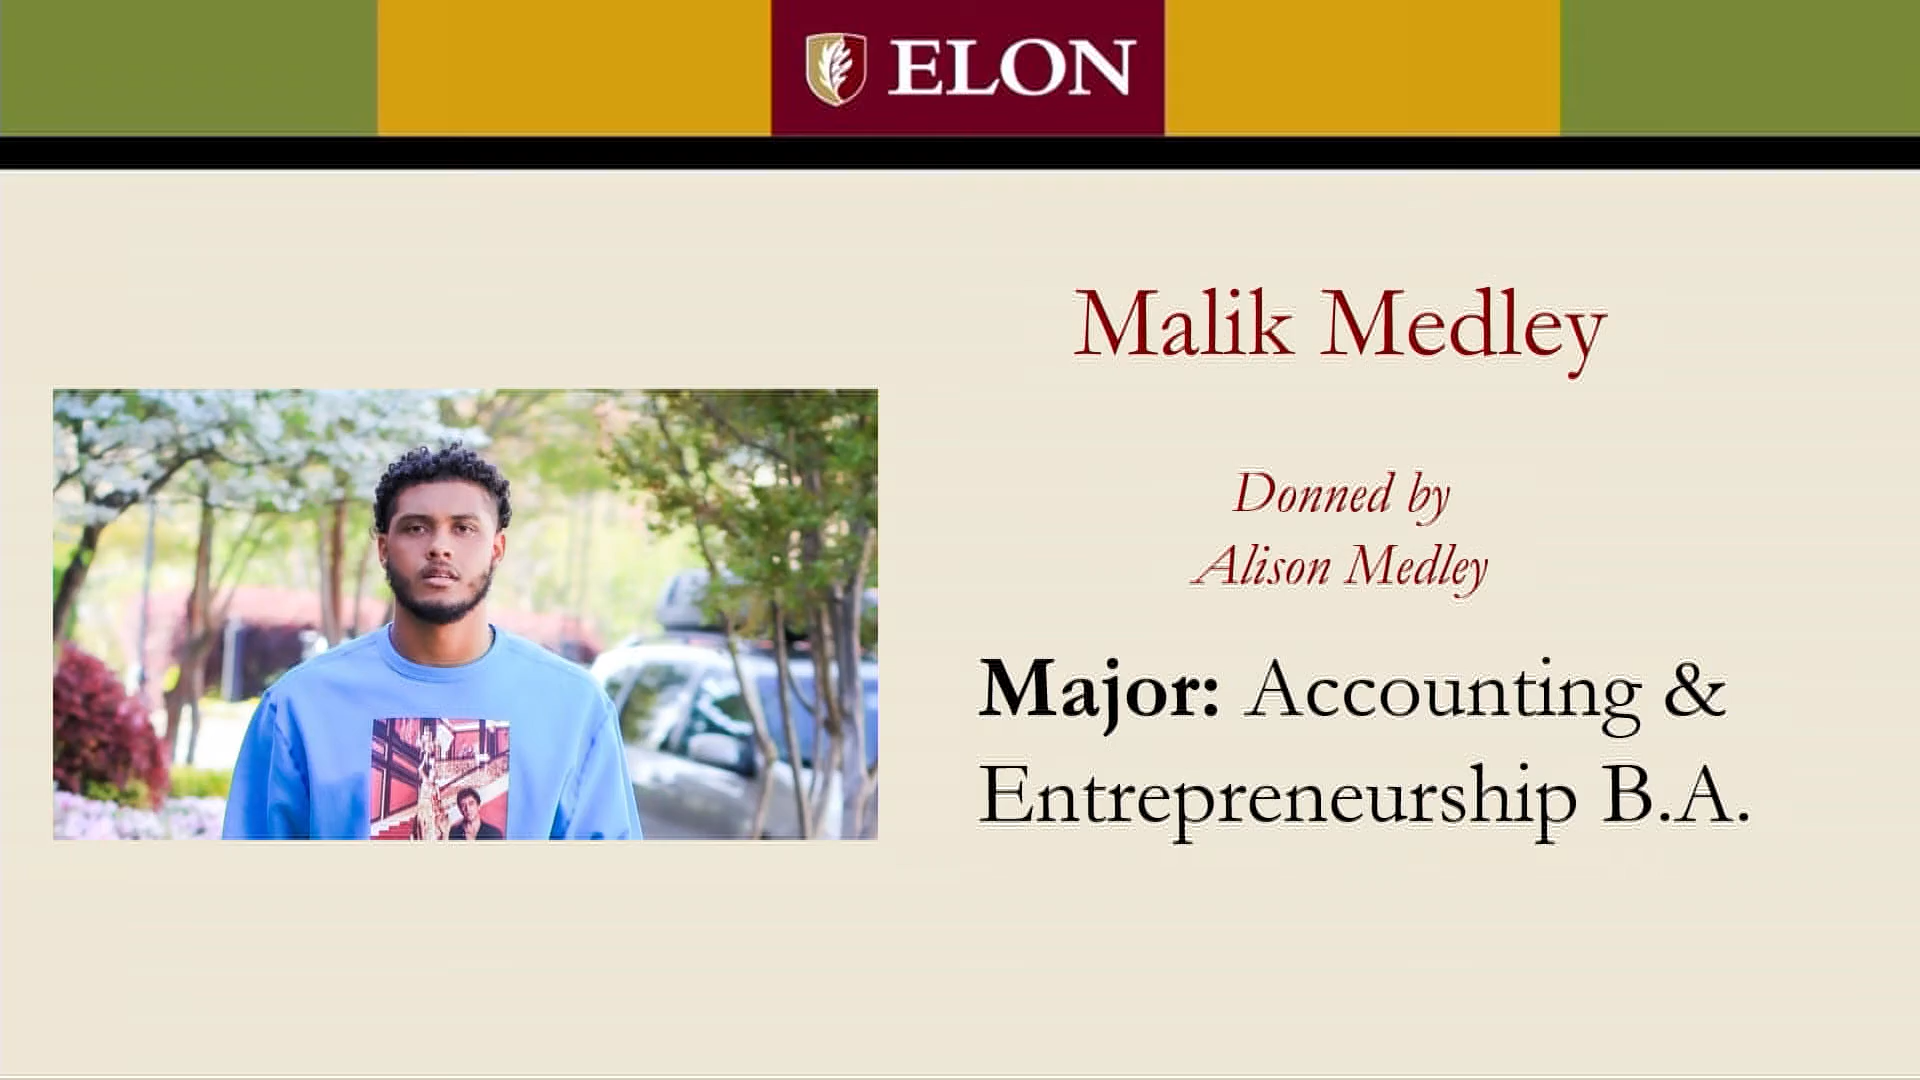 ELON
Malik Medley
Donned by
Alison Medley
Major: Accounting &
Entrepreneurship B.A.